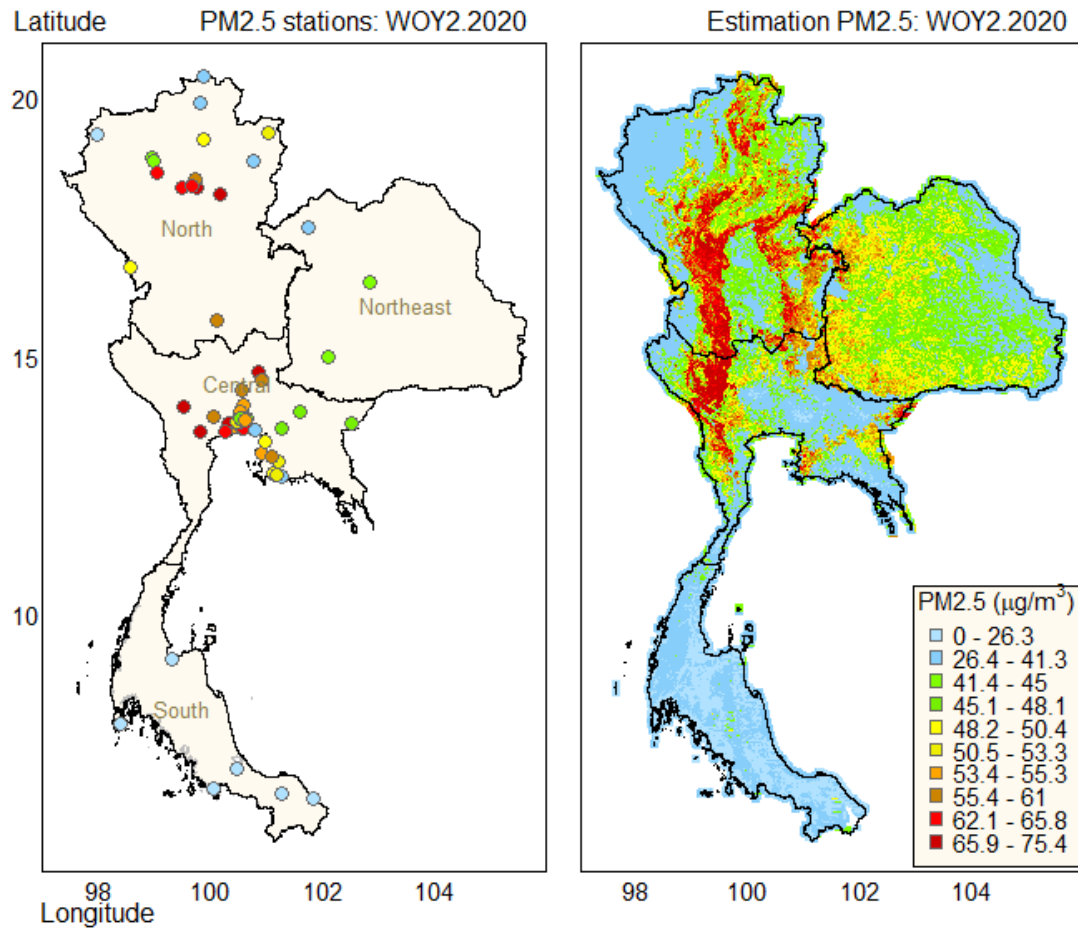 Latitude
PM2.5 stations: WOY2.2020
Estimation PM2.5: WOY2.2020
20
15
10
North
Northeast
Central
South
PM2.5 (μg/m³)
0 - 26.3
26.4 - 41.3
41.4 - 45
45.1 - 48.1
48.2 - 50.4
50.5 - 53.3
53.4 - 55.3
55.4 - 61
62.1 - 65.8
65.9 - 75.4
98 100 102 104
98 100 102 104
Longitude